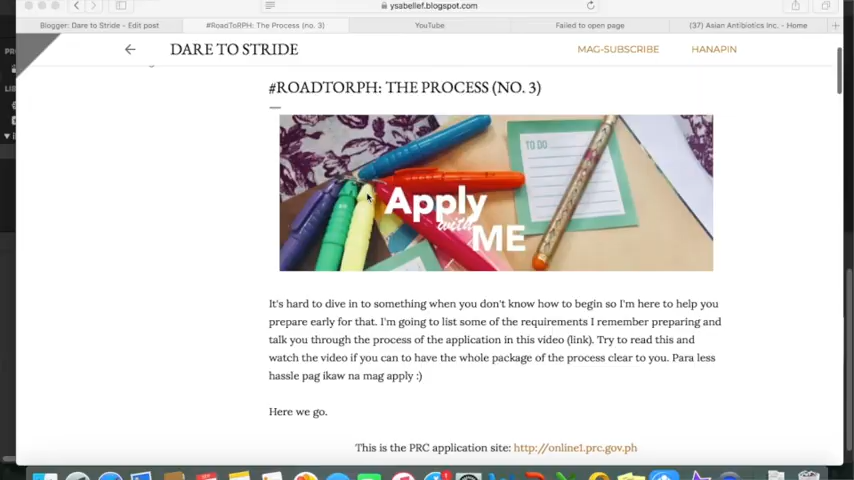 ysabellef.blogspot.com
Blogger: Dare to Stride - Edit post
#RoadToRPH: The Process (no. 3)
YouTube
Failed to open page
(37) Asian Antibiotics Inc. - Home
DARE TO STRIDE
MAG-SUBSCRIBE
HANAPIN
#ROADTORPH: THE PROCESS (NO. 3)
TO DO
Apply
with
ME
It's hard to dive in to something when you don't know how to begin so I'm here to help you
prepare early for that. I'm going to list some of the requirements I remember preparing and
talk you through the process of the application in this video (link). Try to read this and
watch the video if you can to have the whole package of the process clear to you. Para less
hassle pag ikaw na mag apply :)
Here we go.
This is the PRC application site: http://online1.prc.gov.ph